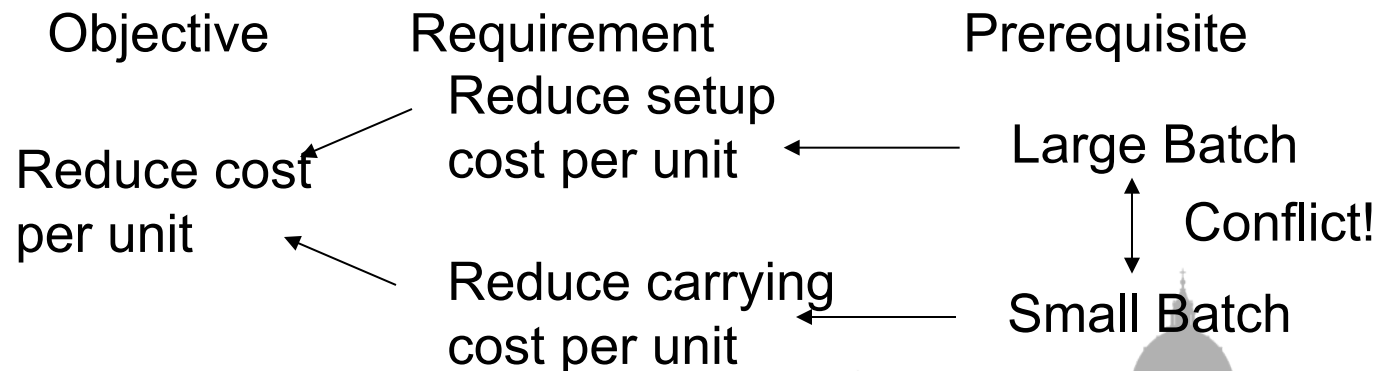 Objective Requirement Prerequisite
Reduce setup
cost per unit
Large Batch
Reduce cost
per unit
Conflict!
Reduce carrying
cost per unit
Small Batch